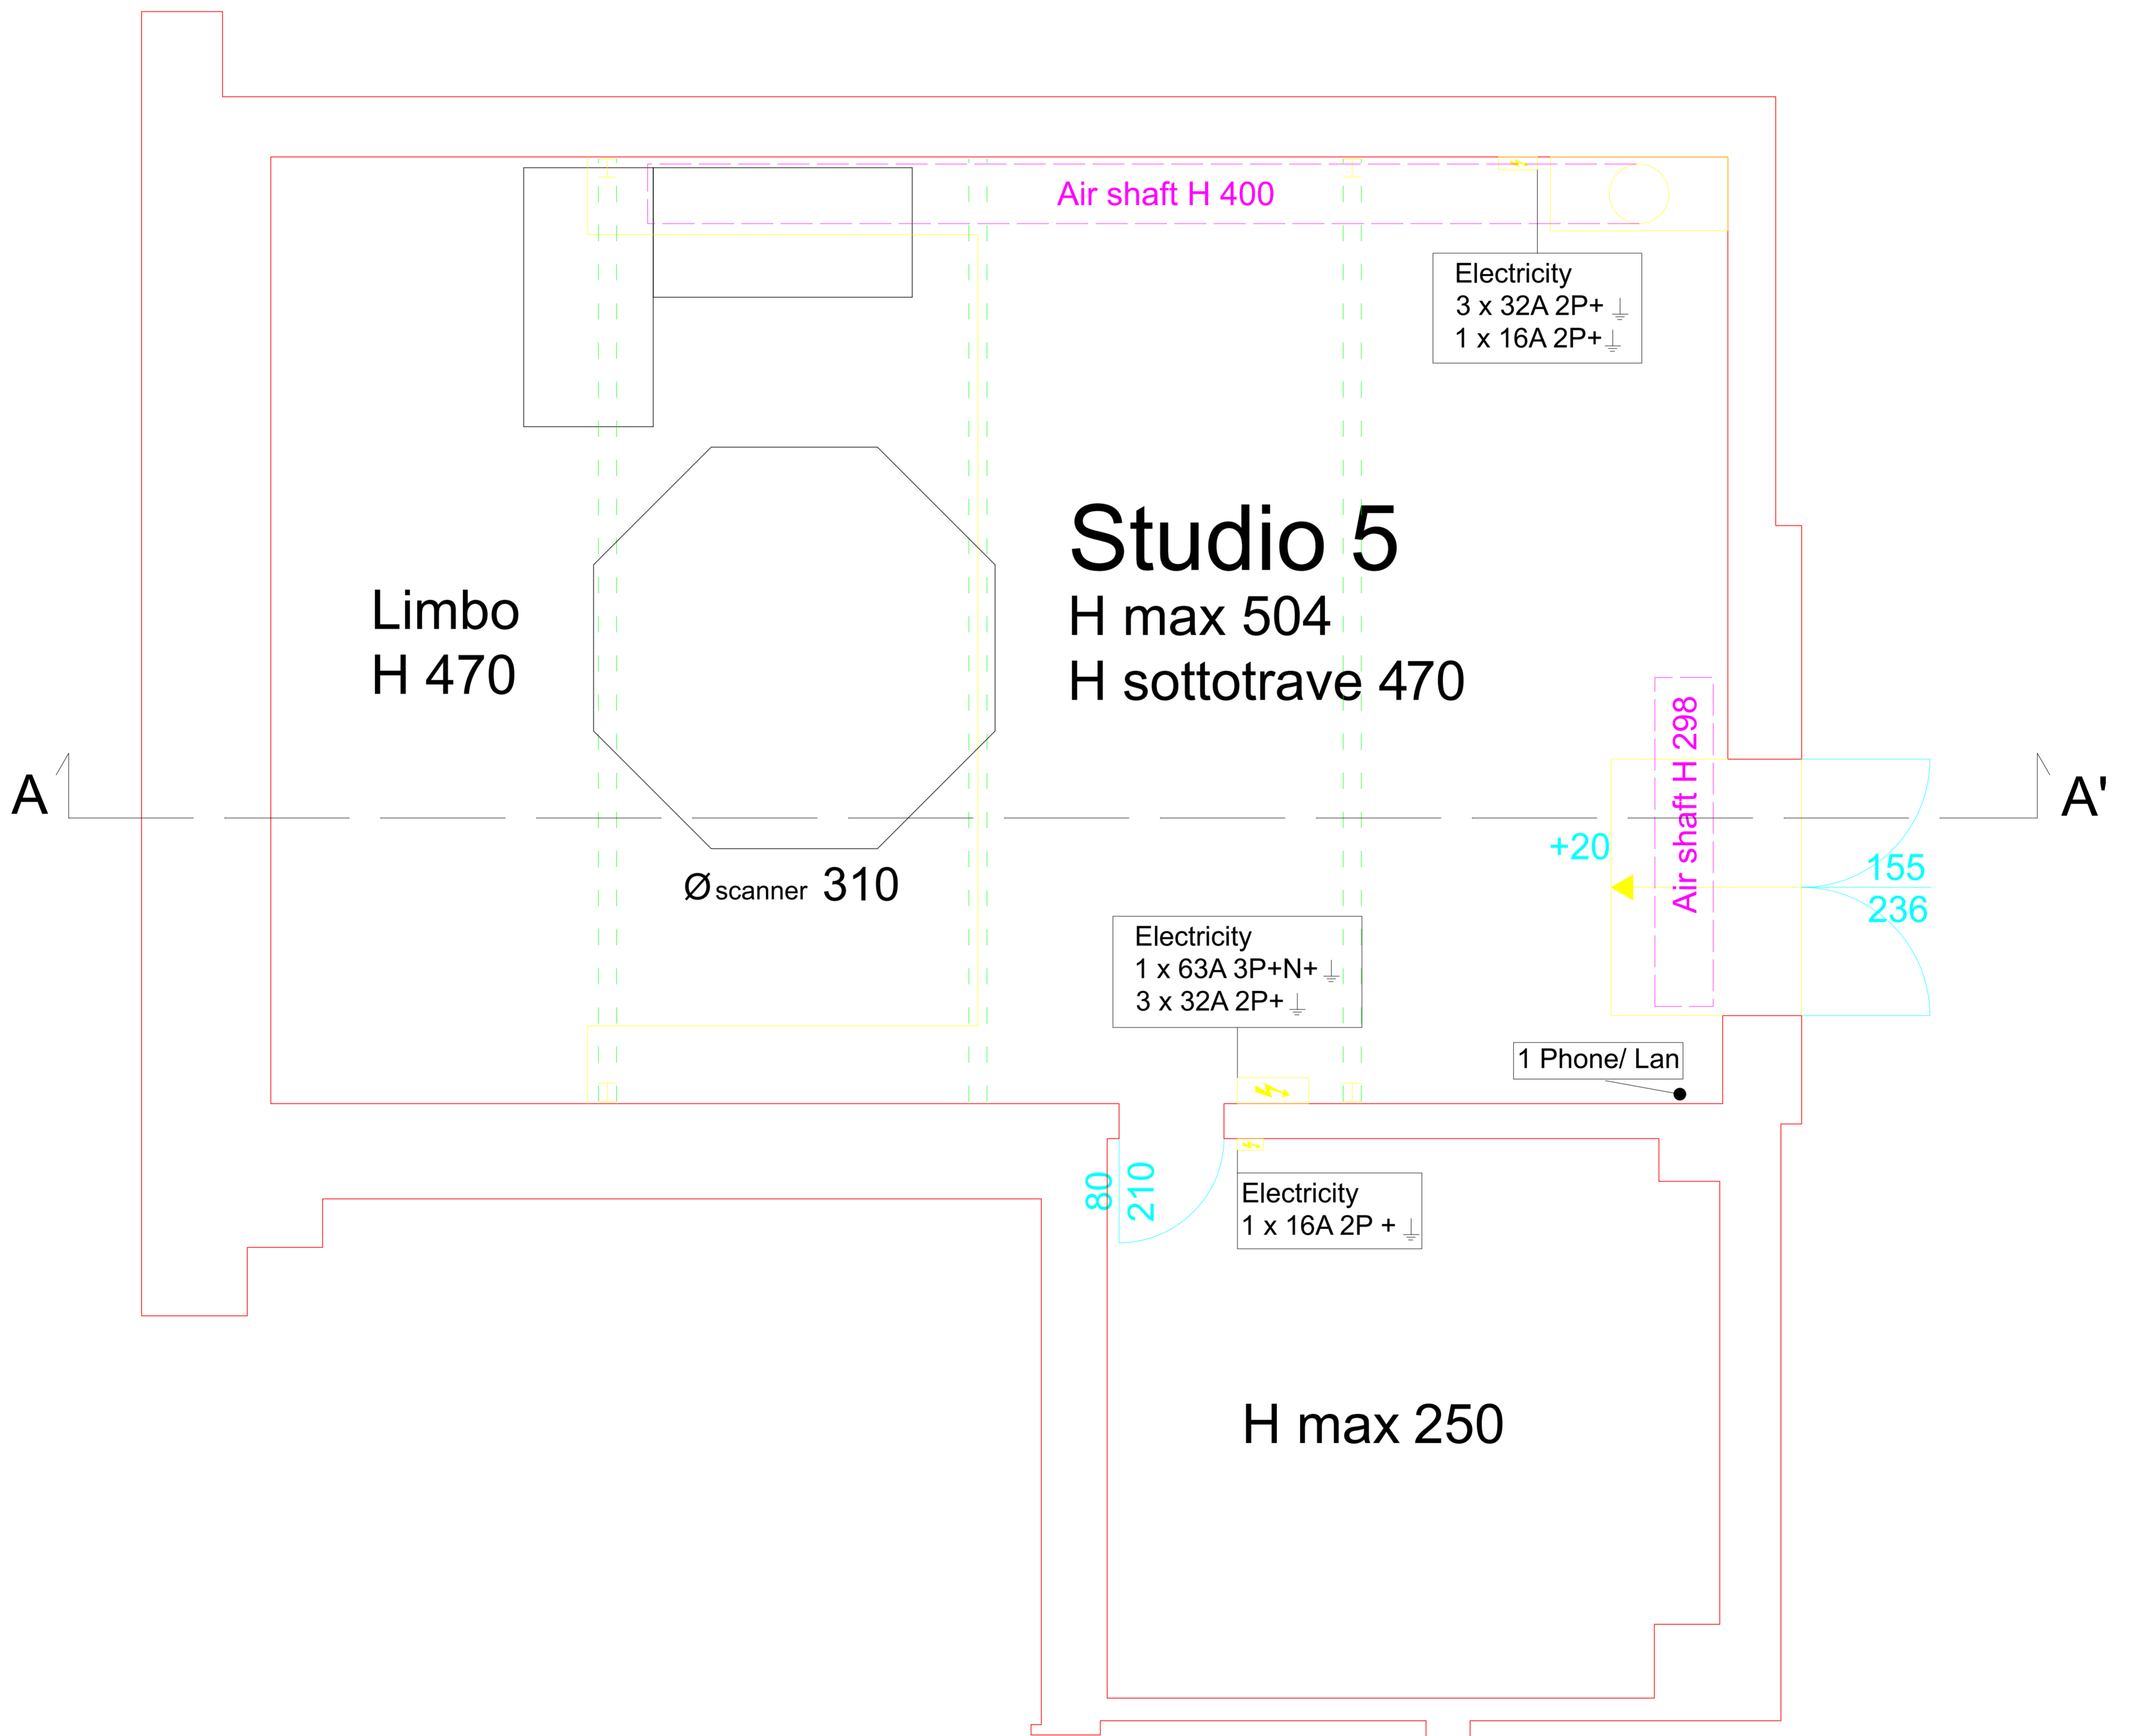 Air shaft H 400
Electricity
3 x 32A 2P+
1 x 16A 2P+
Studio 5
H max 504
H sottotrave 470
Limbo
H 470
Air shaft H 298
A
A'
+20
155
236
Ø scanner 310
Electricity
1 x 63A 3P+N+
3 x 32A 2P+
1 Phone/ Lan
80
210
Electricity
1 x 16A 2P +
H max 250